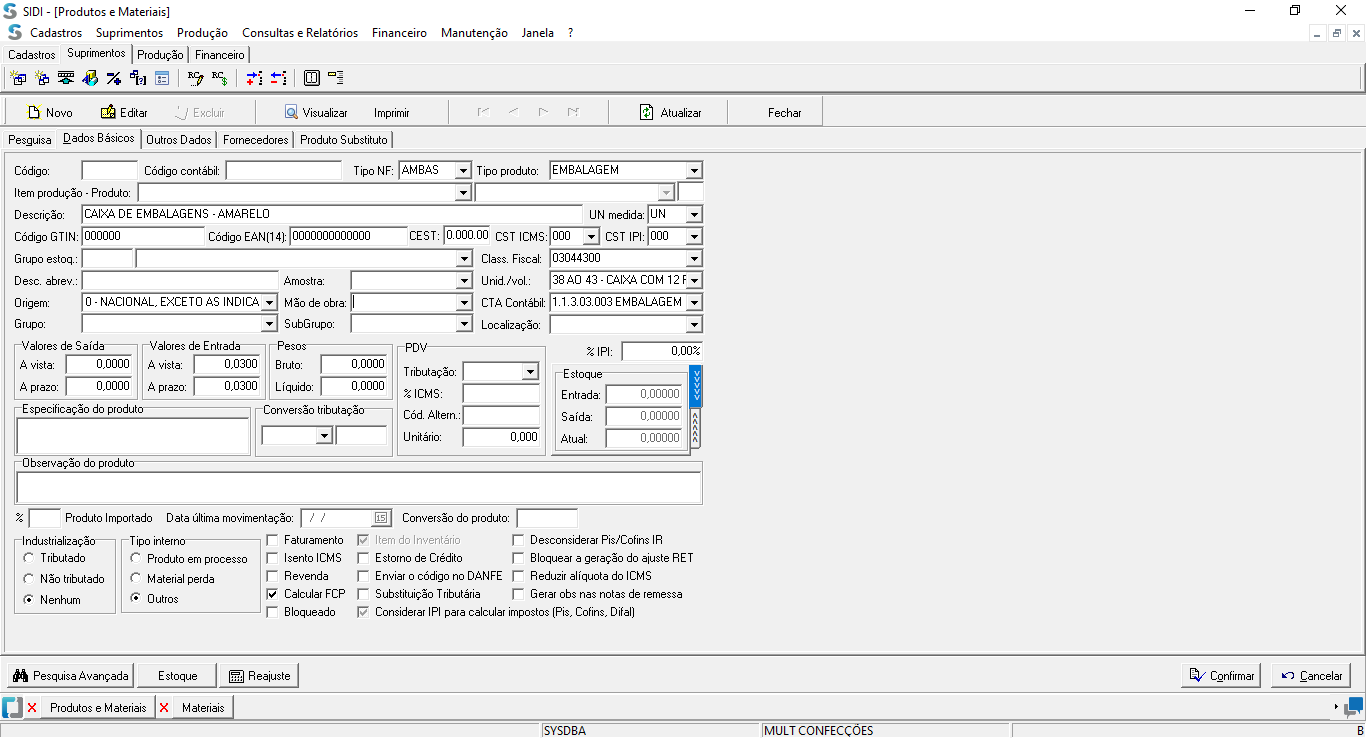 SIDI - [Produtos e Materiais]
Cadastros Suprimentos Produção Consultas e Relatórios Financeiro Manutenção Janela ?
Cadastros Suprimentos Produção Financeiro
Novo Editar Excluir Visualizar Imprimir Atualizar Fechar
Pesquisa Dados Básicos Outros Dados Fornecedores Produto Substituto
Código: Código contábil: Tipo NF: AMBAS Tipo produto: EMBALAGEM
Item produção - Produto:
Descrição: CAIXA DE EMBALAGENS - AMARELO UN medida: UN
Código GTIN: 000000 Código EAN(14): 0000000000000 CEST: 0.000.00 CST ICMS: 000 CST IPI: 000
Grupo estoq.: Class. Fiscal: 03044300
Desc. abrev.: Amostra: Unid./vol.: 38 AO 43 - CAIXA COM 12 F
Origem: 0 - NACIONAL, EXCETO AS INDICA Mão de obra: CTA Contábil: 1.1.3.03.003 EMBALAGEM
Grupo: SubGrupo: Localização:
Valores de Saída Valores de Entrada Pesos PDV % IPI: 0,00%
A vista: 0,0000 A vista: 0,0300 Bruto: 0,0000 Tributação: Estoque
A prazo: 0,0000 A prazo: 0,0300 Líquido: 0,0000 % ICMS: Entrada: 0,00000
Especificação do produto Conversão tributação Cód. Altern.: Saída: 0,00000
Unitário: 0,000 Atual: 0,00000
Observação do produto
% Produto Importado Data última movimentação: / / 15 Conversão do produto:
Industrialização Tipo interno Faturamento Item do Inventário Desconsiderar Pis/Cofins IR
Tributado Produto em processo Isento ICMS Estorno de Crédito Bloquear a geração do ajuste RET
Não tributado Material perda Revenda Enviar o código no DANFE Reduzir alíquota do ICMS
Nenhum Outros Calcular FCP Substituição Tributária Gerar obs nas notas de remessa
Bloqueado Considerar IPI para calcular impostos (Pis, Cofins, Difal)
Pesquisa Avançada Estoque Reajuste Confirmar Cancelar
Produtos e Materiais Materiais
SYSDBA MULT CONFECÇÕES B